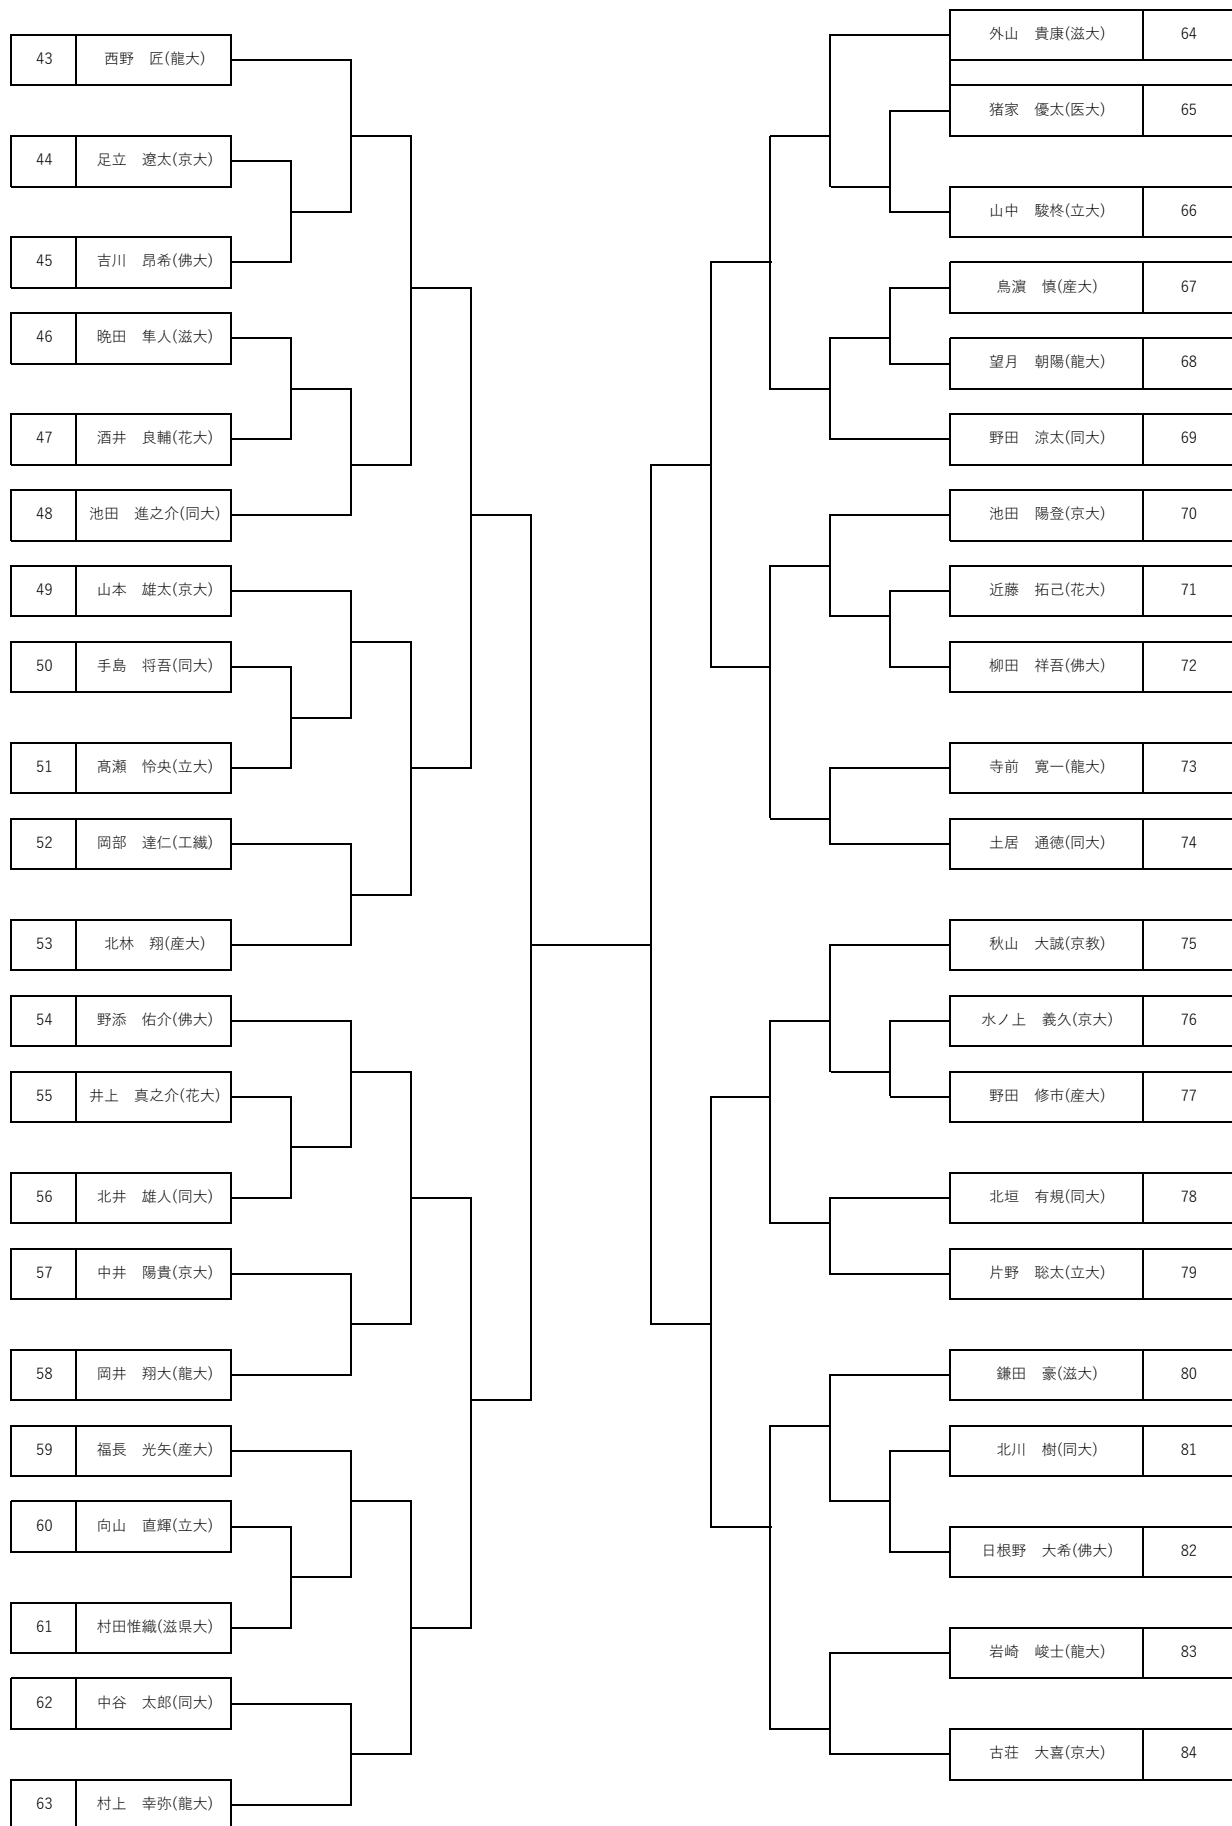 43 西野　匠(龍大)
44 足立　遼太(京大)
45 吉川　昂希(佛大)
46 晩田　隼人(滋大)
47 酒井　良輔(花大)
48 池田　進之介(同大)
49 山本　雄太(京大)
50 手島　将吾(同大)
51 髙瀬　怜央(立大)
52 岡部　達仁(工繊)
53 北林　翔(産大)
54 野添　佑介(佛大)
55 井上　真之介(花大)
56 北井　雄人(同大)
57 中井　陽貴(京大)
58 岡井　翔大(龍大)
59 福長　光矢(産大)
60 向山　直輝(立大)
61 村田惟織(滋県大)
62 中谷　太郎(同大)
63 村上　幸弥(龍大)
外山　貴康(滋大) 64
猪家　優太(医大) 65
山中　駿柊(立大) 66
鳥濵　慎(産大) 67
望月　朝陽(龍大) 68
野田　涼太(同大) 69
池田　陽登(京大) 70
近藤　拓己(花大) 71
柳田　祥吾(佛大) 72
寺前　寛一(龍大) 73
土居　通徳(同大) 74
秋山　大誠(京教) 75
水ノ上　義久(京大) 76
野田　修市(産大) 77
北垣　有規(同大) 78
片野　聡太(立大) 79
鎌田　豪(滋大) 80
北川　樹(同大) 81
日根野　大希(佛大) 82
岩崎　峻士(龍大) 83
古荘　大喜(京大) 84